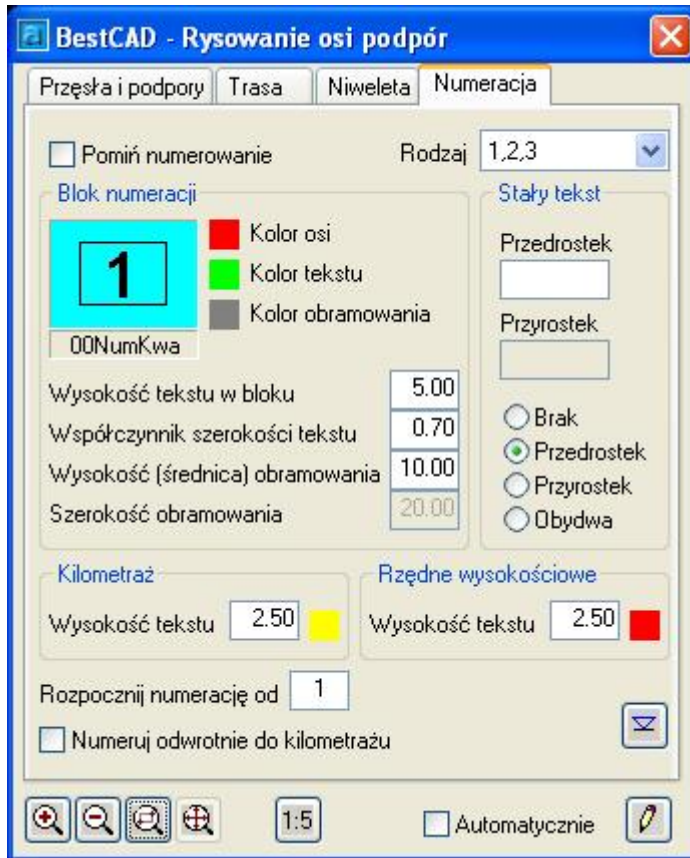 BestCAD - Rysowanie osi podpór
Przęsła i podpory Trasa Niweleta Numeracja
Pomiń numerowanie Rodzaj 1,2,3
Blok numeracji
1
00NumKwa
Kolor osi
Kolor tekstu
Kolor obramowania
Wysokość tekstu w bloku 5.00
Współczynnik szerokości tekstu 0.70
Wysokość (średnica) obramowania 10.00
Szerokość obramowania 20.00
Stały tekst
Przedrostek
Przyrostek
Brak
Przedrostek
Przyrostek
Obydwa
Kilometraż
Wysokość tekstu 2.50
Rzędne wysokościowe
Wysokość tekstu 2.50
Rozpocznij numerację od 1
Numeruj odwrotnie do kilometrażu
1:5 Automatycznie